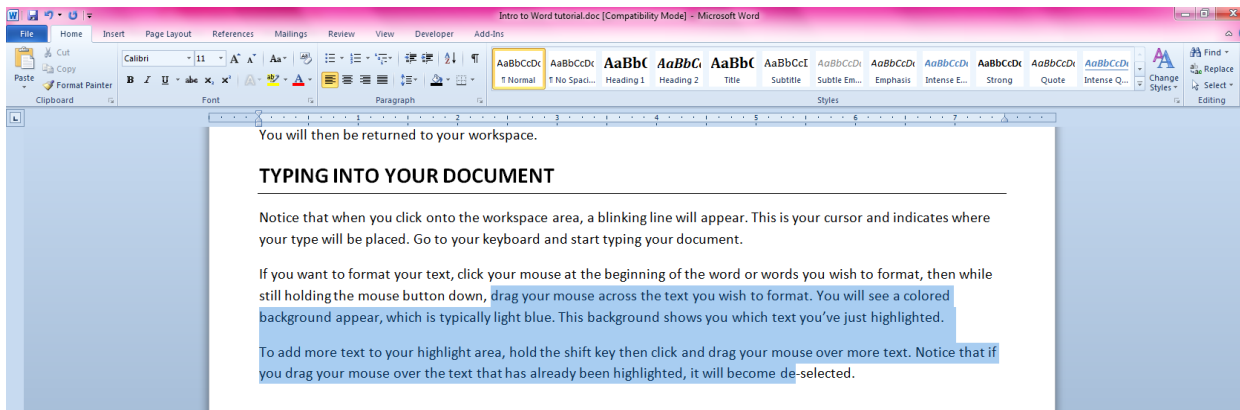 Intro to Word tutorial.doc [Compatibility Mode] - Microsoft Word
File Home Insert Page Layout References Mailings Review View Developer Add-Ins
Paste
Cut
Copy
Format Painter
Clipboard
Calibri 11
B I U abc x₂ x²
Font
Paragraph
AaBbCcDc AaBbCcDc AaBbC AaBbC AaBbC AaBbCcI AaBbCcDc AaBbCcDc AaBbCcDc AaBbCcDc AaBbCcDc AaBbCcDc
¶ Normal ¶ No Spaci... Heading 1 Heading 2 Title Subtitle Subtle Em... Emphasis Intense E... Strong Quote Intense Q...
Change Styles
Styles
Find
Replace
Select
Editing
1 2 3 4 5 6 7
You will then be returned to your workspace.
TYPING INTO YOUR DOCUMENT
Notice that when you click onto the workspace area, a blinking line will appear. This is your cursor and indicates where
your type will be placed. Go to your keyboard and start typing your document.
If you want to format your text, click your mouse at the beginning of the word or words you wish to format, then while
still holding the mouse button down, drag your mouse across the text you wish to format. You will see a colored
background appear, which is typically light blue. This background shows you which text you’ve just highlighted.
To add more text to your highlight area, hold the shift key then click and drag your mouse over more text. Notice that if
you drag your mouse over the text that has already been highlighted, it will become de-selected.